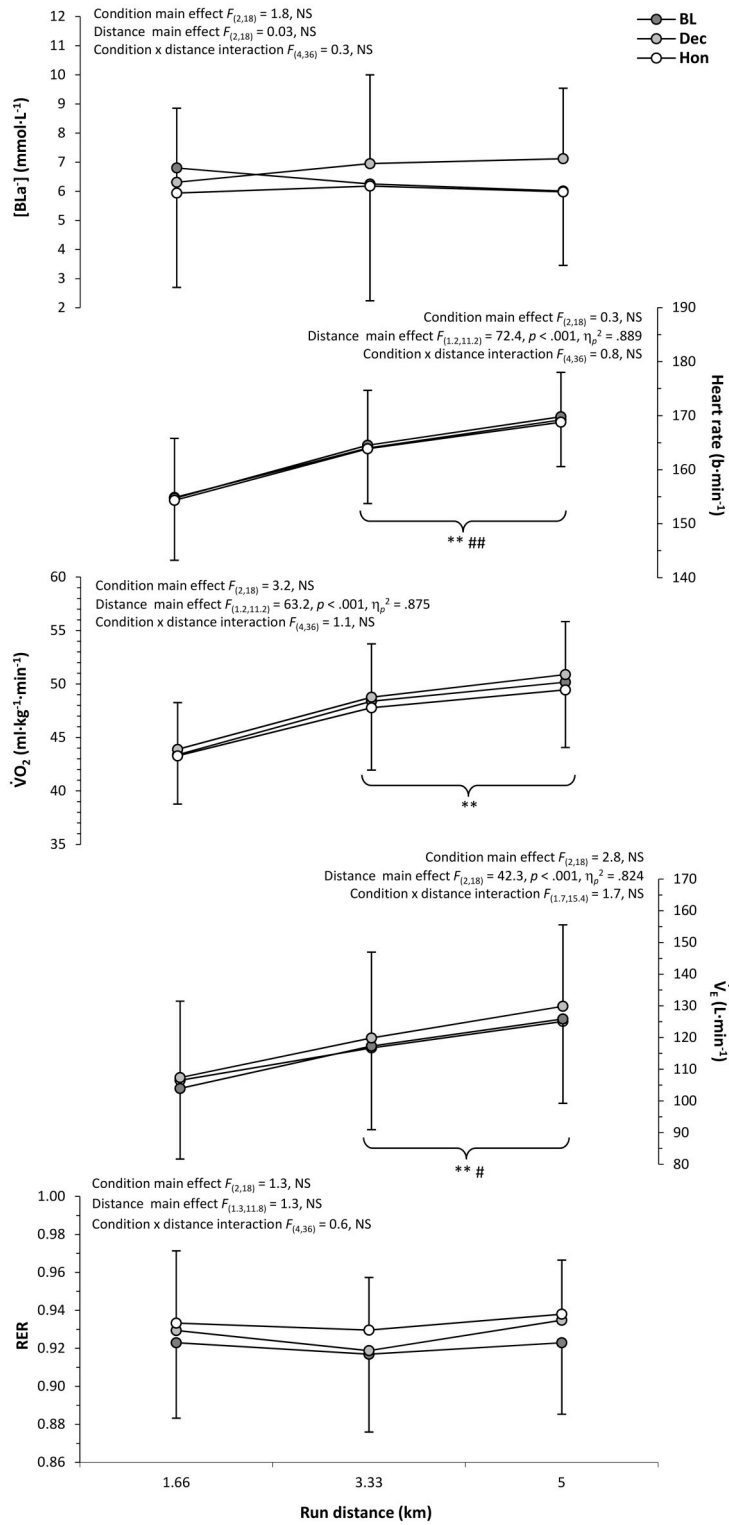 Condition main effect F(2,18) = 1.8, NS
Distance main effect F(2,18) = 0.03, NS
Condition x distance interaction F(4,36) = 0.3, NS
BL
Dec
Hon
12
11
10
9
8
7
6
5
4
3
2
[BLa-] (mmol·L-1)
Condition main effect F(2,18) = 0.3, NS
Distance main effect F(1.2,11.2) = 72.4, p < .001, ηp2 = .889
Condition x distance interaction F(4,36) = 0.8, NS
190
180
170
160
150
140
Heart rate (b·min-1)
** ##
Condition main effect F(2,18) = 3.2, NS
Distance main effect F(1.2,11.2) = 63.2, p < .001, ηp2 = .875
Condition x distance interaction F(4,36) = 1.1, NS
60
55
50
45
40
35
V̇O2 (ml·kg-1·min-1)
**
Condition main effect F(2,18) = 2.8, NS
Distance main effect F(2,18) = 42.3, p < .001, ηp2 = .824
Condition x distance interaction F(1.7,15.4) = 1.7, NS
170
160
150
140
130
120
110
100
90
80
V̇E (L·min-1)
** #
Condition main effect F(2,18) = 1.3, NS
Distance main effect F(1.3,11.8) = 1.3, NS
Condition x distance interaction F(4,36) = 0.6, NS
1.00
0.98
0.96
0.94
0.92
0.90
0.88
0.86
RER
1.66
3.33
5
Run distance (km)